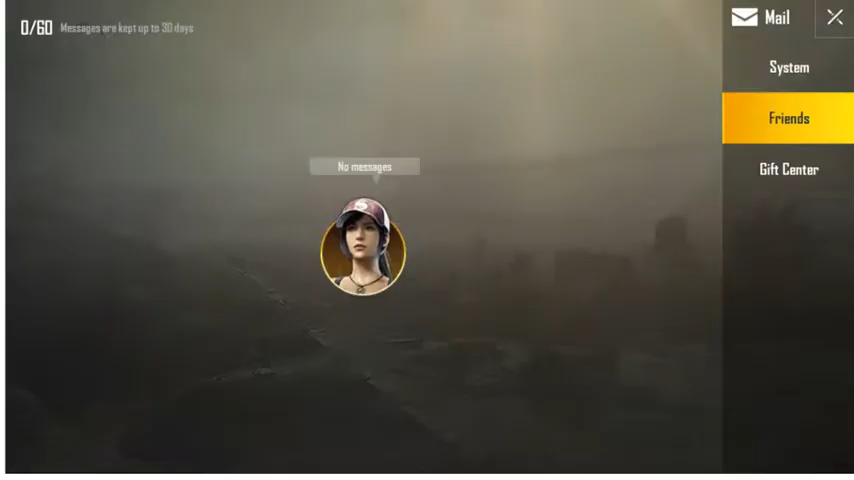 0/60 Messages are kept up to 30 days
Mail
System
Friends
Gift Center
No messages